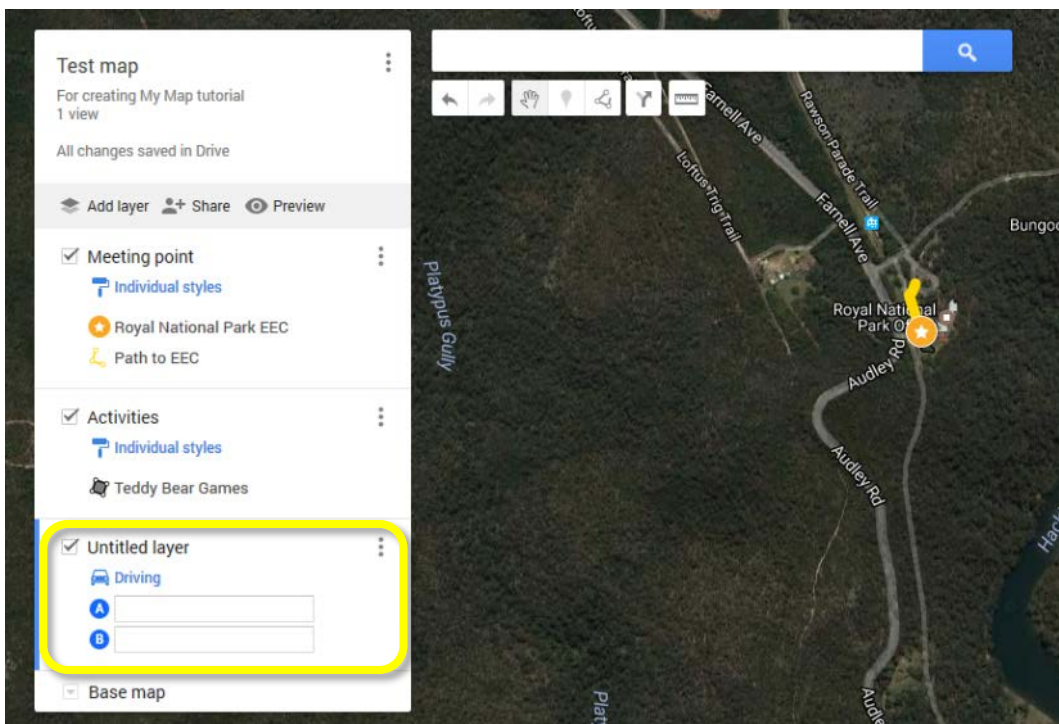 Test map
For creating My Map tutorial
1 view
All changes saved in Drive
Add layer Share Preview
Meeting point
Individual styles
Royal National Park EEC
Path to EEC
Activities
Individual styles
Teddy Bear Games
Untitled layer
Driving
A
B
Base map
Farnell Ave
Rawson Parade Trail
Loftus Trig Trail
Farnell Ave
Platypus Gully
Royal National
Park O
Audley Rd
Audley Rd